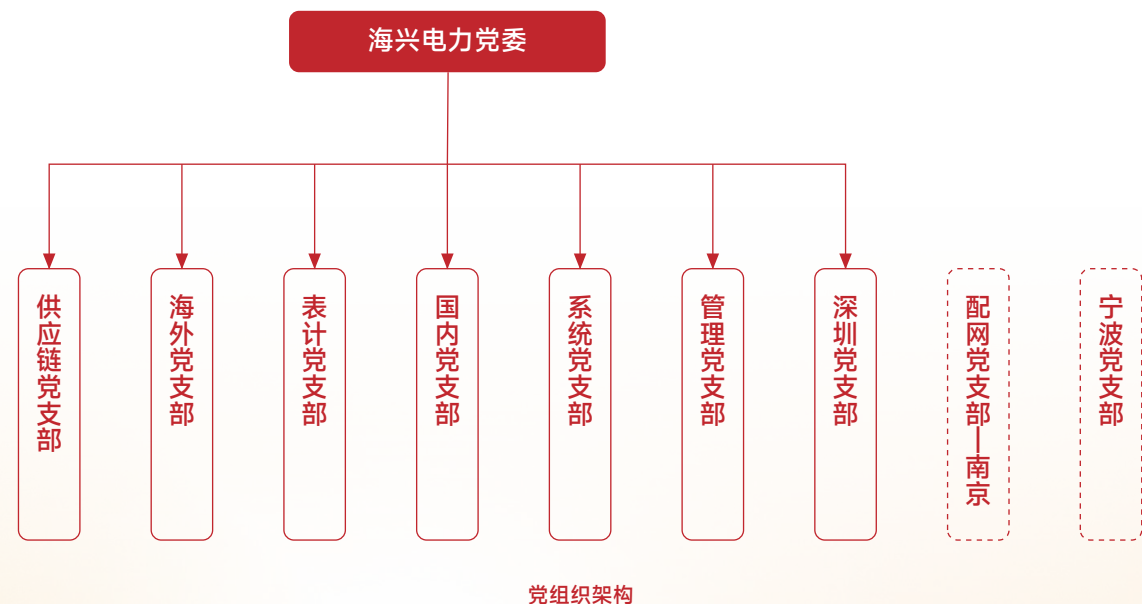 海兴电力党委
供应链党支部
海外党支部
表计党支部
国内党支部
系统党支部
管理党支部
深圳党支部
配网党支部—南京
宁波党支部
党组织架构